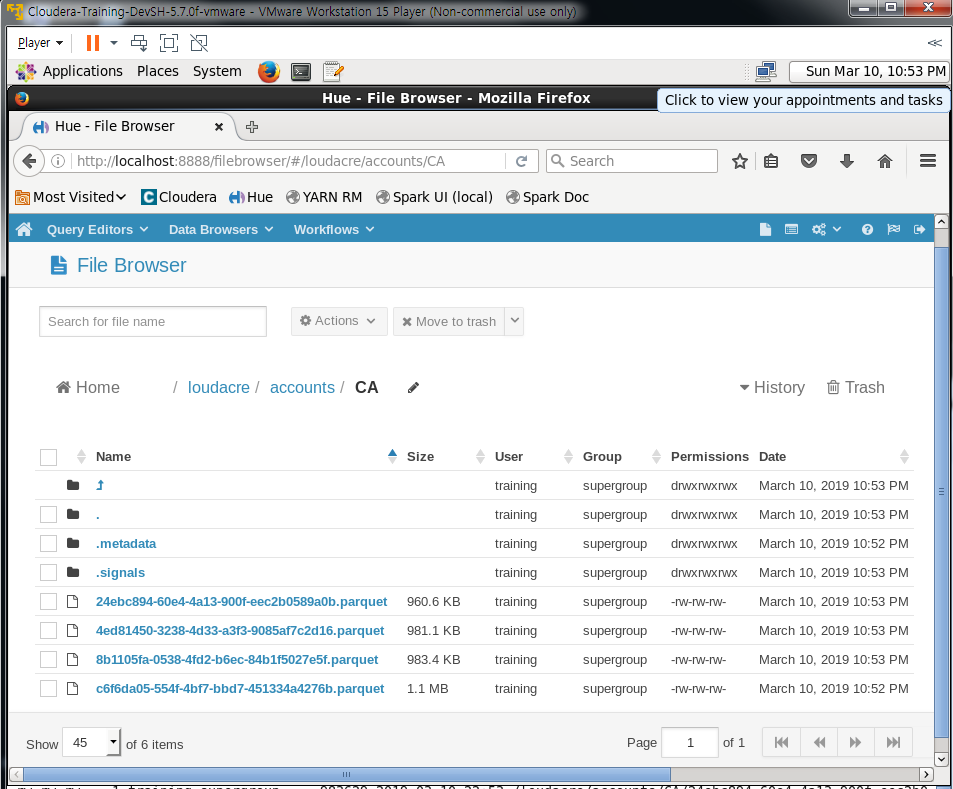 Cloudera-Training-DevSH-5.7.0f-vmware - VMware Workstation 15 Player (Non-commercial use only)
Player
Applications Places System Sun Mar 10, 10:53 PM
Hue - File Browser - Mozilla Firefox
Click to view your appointments and tasks
Hue - File Browser
http://localhost:8888/filebrowser/#/loudacre/accounts/CA Search
Most Visited Cloudera Hue YARN RM Spark UI (local) Spark Doc
Query Editors Data Browsers Workflows
File Browser
Search for file name Actions Move to trash
Home / loudacre / accounts / CA History Trash
Name Size User Group Permissions Date
training supergroup drwxrwxrwx March 10, 2019 10:53 PM
. training supergroup drwxrwxrwx March 10, 2019 10:53 PM
.metadata training supergroup drwxrwxrwx March 10, 2019 10:52 PM
.signals training supergroup drwxrwxrwx March 10, 2019 10:53 PM
24ebc894-60e4-4a13-900f-eec2b0589a0b.parquet 960.6 KB training supergroup -rw-rw-rw- March 10, 2019 10:53 PM
4ed81450-3238-4d33-a3f3-9085af7c2d16.parquet 981.1 KB training supergroup -rw-rw-rw- March 10, 2019 10:53 PM
8b1105fa-0538-4fd2-b6ec-84b1f5027e5f.parquet 983.4 KB training supergroup -rw-rw-rw- March 10, 2019 10:53 PM
c6f6da05-554f-4bf7-bbd7-451334a4276b.parquet 1.1 MB training supergroup -rw-rw-rw- March 10, 2019 10:52 PM
Show 45 of 6 items Page 1 of 1